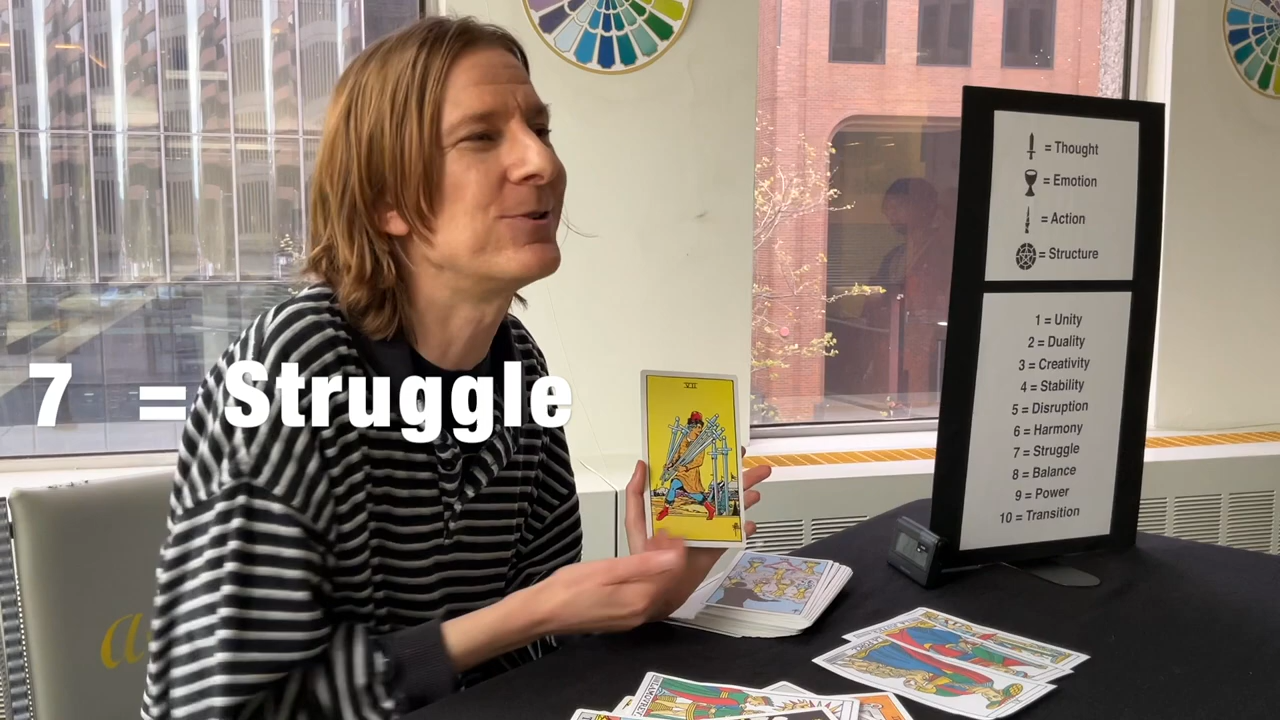 7 = Struggle
VII
= Thought
= Emotion
= Action
= Structure
1 = Unity
2 = Duality
3 = Creativity
4 = Stability
5 = Disruption
6 = Harmony
7 = Struggle
8 = Balance
9 = Power
10 = Transition
a